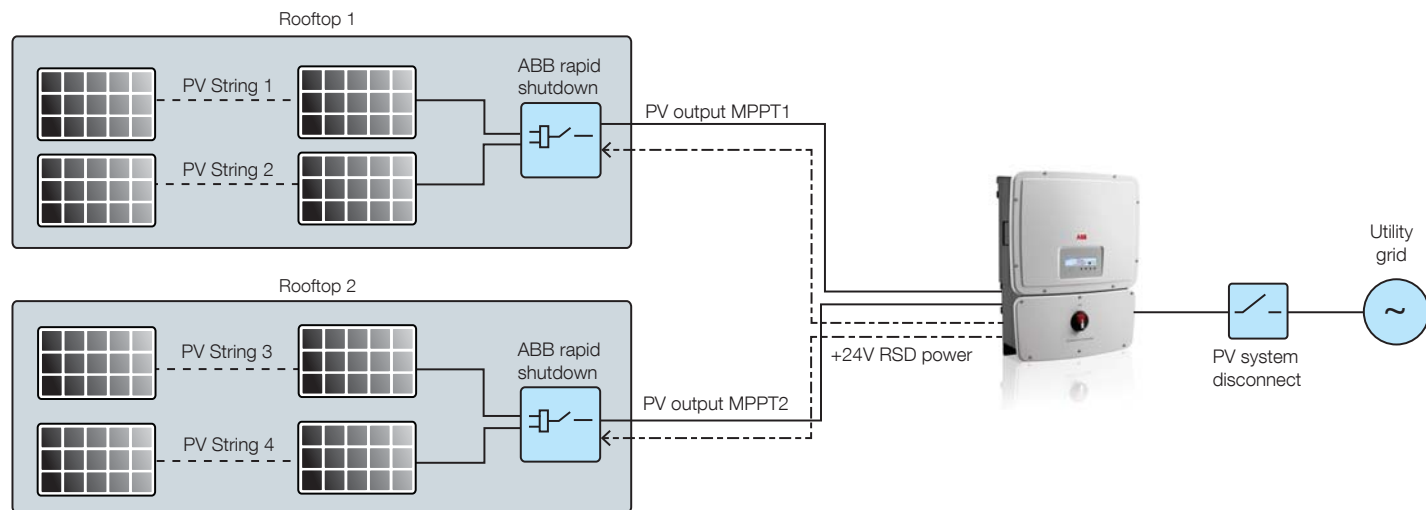 Rooftop 1
PV String 1
ABB rapid
shutdown
PV output MPPT1
PV String 2
Rooftop 2
PV String 3
ABB rapid
shutdown
PV output MPPT2
PV String 4
+24V RSD power
ABB
PV system
disconnect
Utility
grid
~